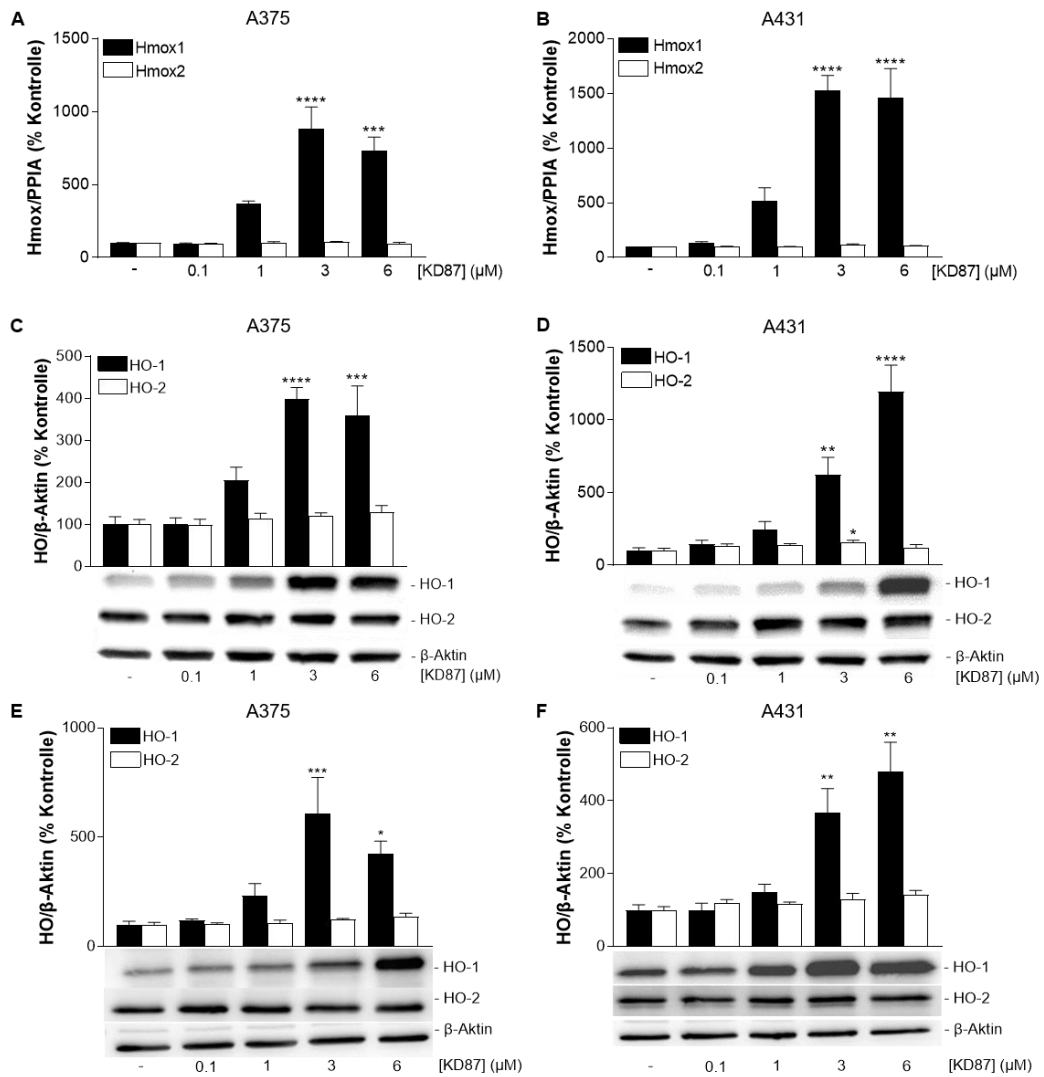 A
A375
1500
1000
500
0
Hmox/PPIA (% Kontrolle)
Hmox1
Hmox2
****
***
- 0.1 1 3 6 [KD87] (µM)
B
A431
2000
1500
1000
500
0
Hmox/PPIA (% Kontrolle)
Hmox1
Hmox2
****
****
- 0.1 1 3 6 [KD87] (µM)
C
A375
500
400
300
200
100
0
HO/β-Aktin (% Kontrolle)
HO-1
HO-2
****
***
- HO-1
- HO-2
- β-Aktin
- 0.1 1 3 6 [KD87] (µM)
D
A431
1500
1000
500
0
HO/β-Aktin (% Kontrolle)
HO-1
HO-2
**
*
****
- HO-1
- HO-2
- β-Aktin
- 0.1 1 3 6 [KD87] (µM)
E
A375
1000
500
0
HO/β-Aktin (% Kontrolle)
HO-1
HO-2
***
*
- HO-1
- HO-2
- β-Aktin
- 0.1 1 3 6 [KD87] (µM)
F
A431
600
400
200
0
HO/β-Aktin (% Kontrolle)
HO-1
HO-2
**
**
- HO-1
- HO-2
- β-Aktin
- 0.1 1 3 6 [KD87] (µM)